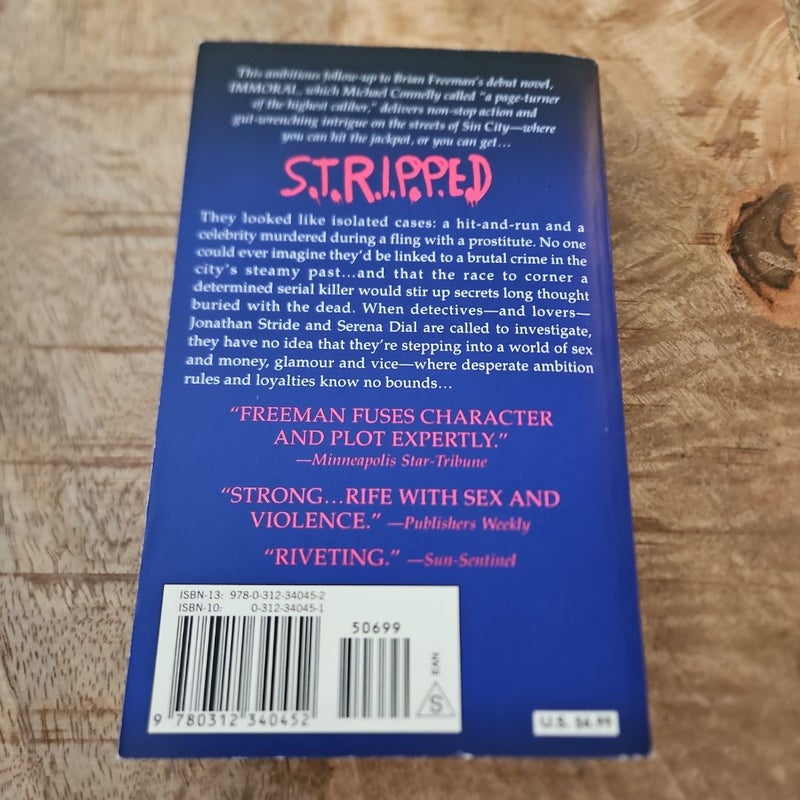 This ambitious follow-up to Brian Freeman's debut novel,
IMMORAL, which Michael Connelly called "a page-turner
of the highest caliber," delivers non-stop action and
gut-wrenching intrigue on the streets of Sin City—where
you can hit the jackpot, or you can get...
S.T.R.I.P.P.E.D
They looked like isolated cases: a hit-and-run and a
celebrity murdered during a fling with a prostitute. No one
could ever imagine they'd be linked to a brutal crime in the
city's steamy past...and that the race to corner a
determined serial killer would stir up secrets long thought
buried with the dead. When detectives—and lovers—
Jonathan Stride and Serena Dial are called to investigate,
they have no idea that they're stepping into a world of sex
and money, glamour and vice—where desperate ambition
rules and loyalties know no bounds...
"FREEMAN FUSES CHARACTER
AND PLOT EXPERTLY."
—Minneapolis Star-Tribune
"STRONG...RIFE WITH SEX AND
VIOLENCE." —Publishers Weekly
"RIVETING." —Sun-Sentinel
ISBN-13: 978-0-312-34045-2
ISBN-10: 0-312-34045-1
50699
EAN
S
9 780312 340452
U.S. $6.99